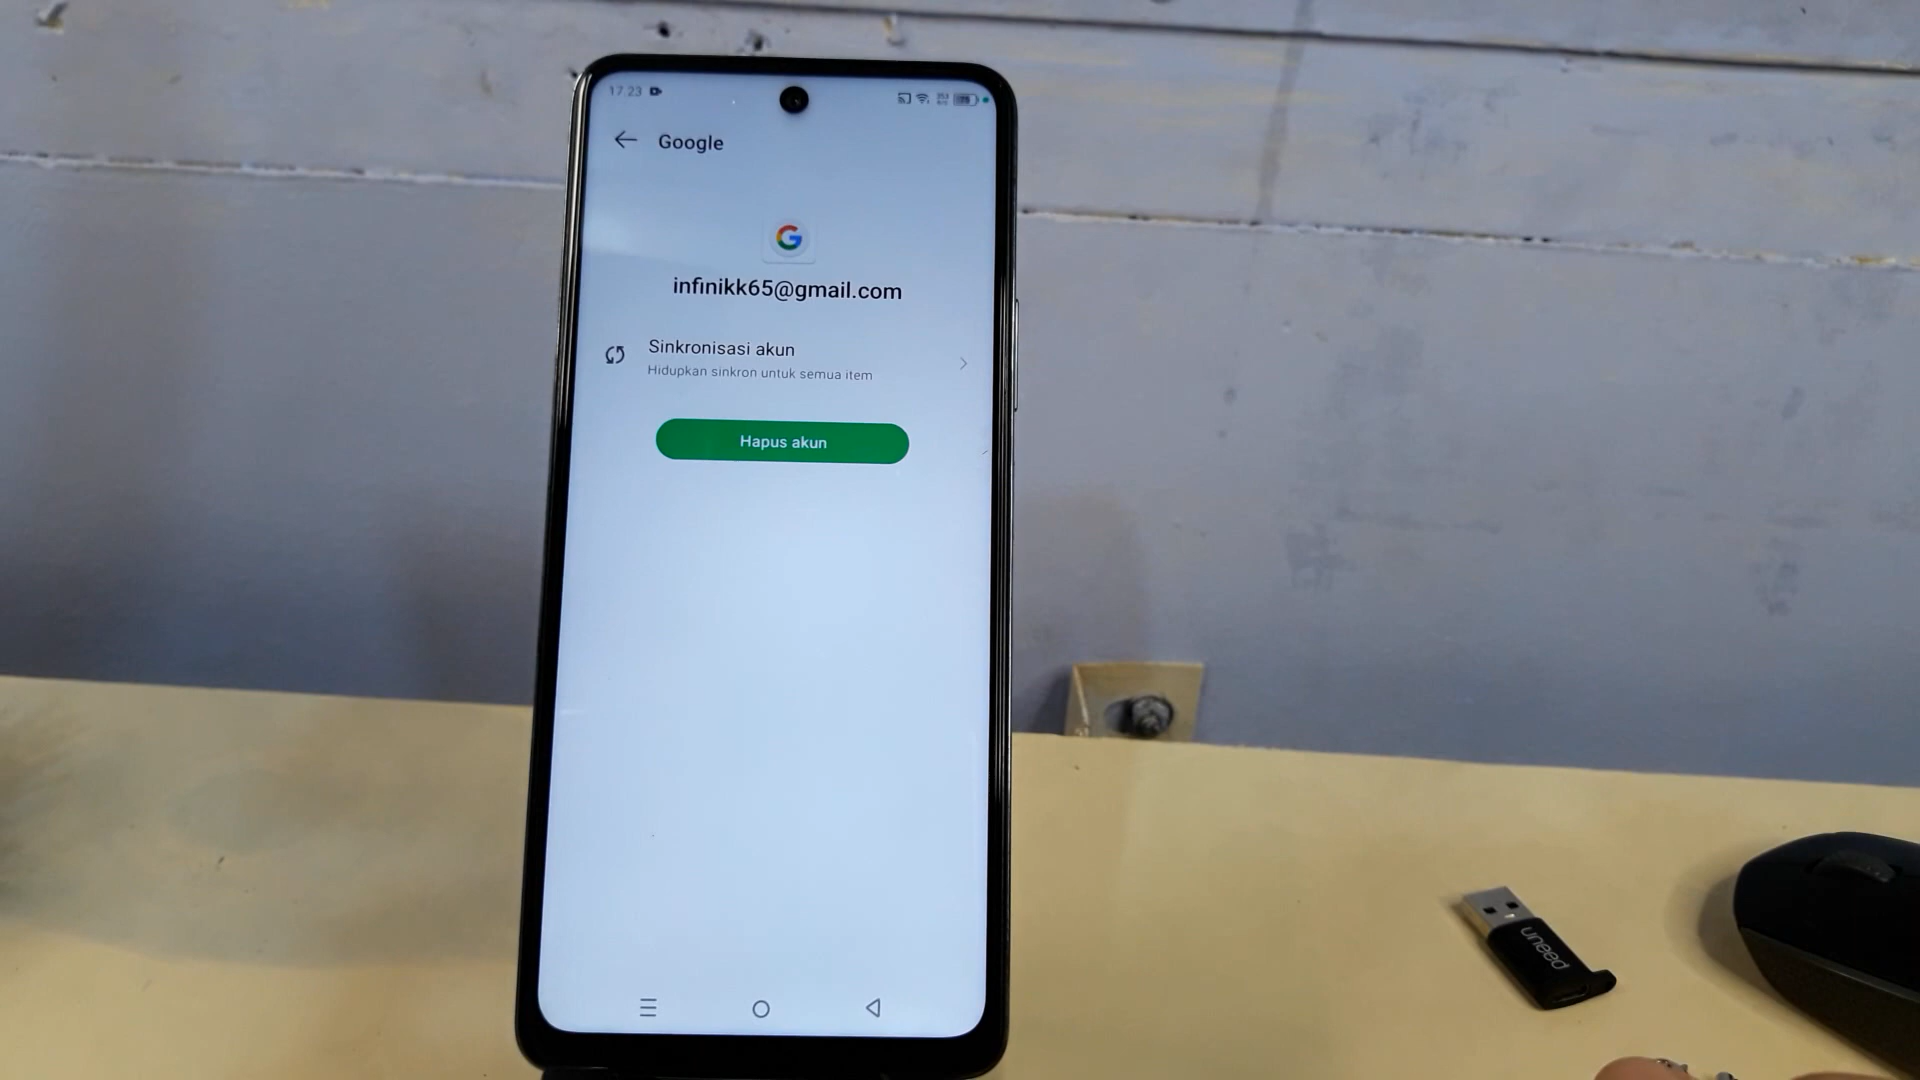 17.23
Google
infinikk65@gmail.com
Sinkronisasi akun
Hidupkan sinkron untuk semua item
Hapus akun
uneed